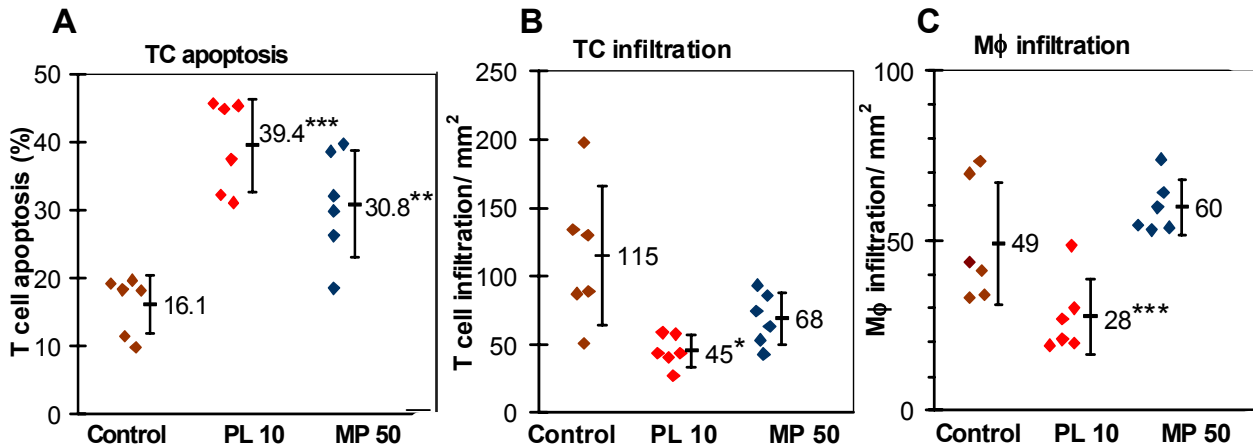 A
TC apoptosis
T cell apoptosis (%)
50
40
30
20
10
0
39.4***
30.8**
16.1
Control PL 10 MP 50
B
TC infiltration
T cell infiltration/ mm²
250
200
150
100
50
0
115
45*
68
Control PL 10 MP 50
C
Mϕ infiltration
Mϕ infiltration/ mm²
100
50
0
49
28***
60
Control PL 10 MP 50